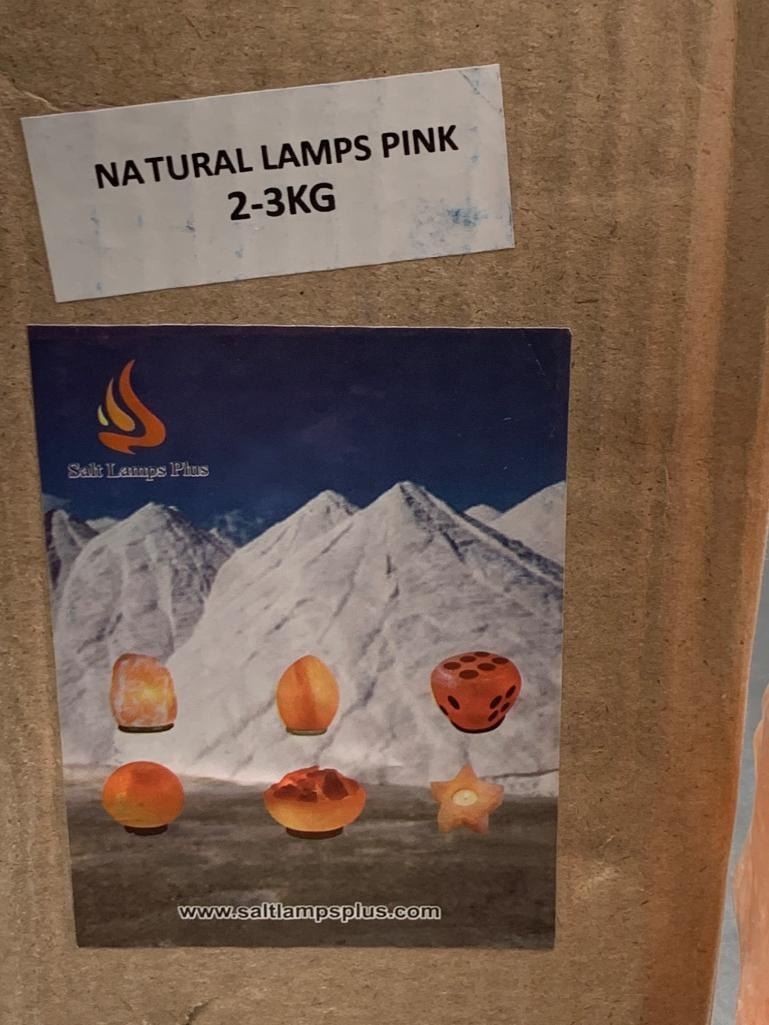 NATURAL LAMPS PINK
2-3KG
Salt Lamps Plus
www.saltlampsplus.com